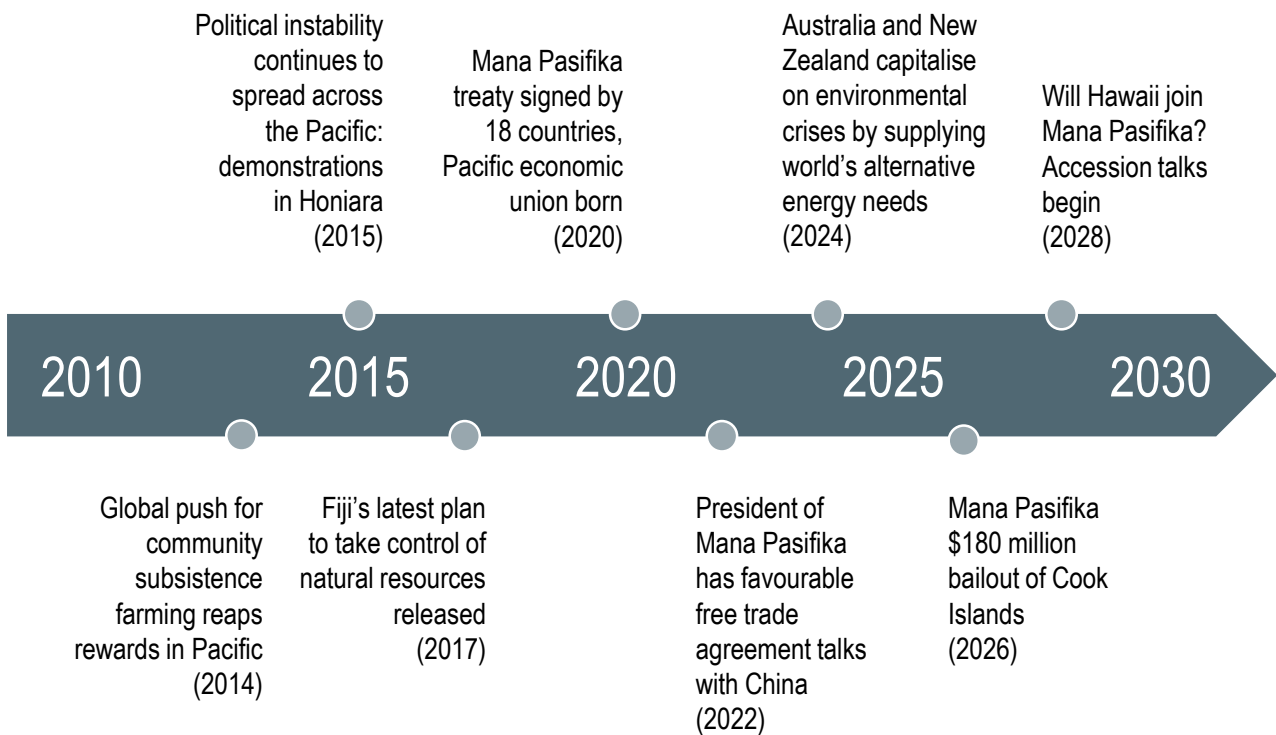 Political instability
continues to
spread across
the Pacific:
demonstrations
in Honiara
(2015)
Mana Pasifika
treaty signed by
18 countries,
Pacific economic
union born
(2020)
Australia and New
Zealand capitalise
on environmental
crises by supplying
world's alternative
energy needs
(2024)
Will Hawaii join
Mana Pasifika?
Accession talks
begin
(2028)
2010 2015 2020 2025 2030
Global push for
community
subsistence
farming reaps
rewards in Pacific
(2014)
Fiji's latest plan
to take control of
natural resources
released
(2017)
President of
Mana Pasifika
has favourable
free trade
agreement talks
with China
(2022)
Mana Pasifika
$180 million
bailout of Cook
Islands
(2026)